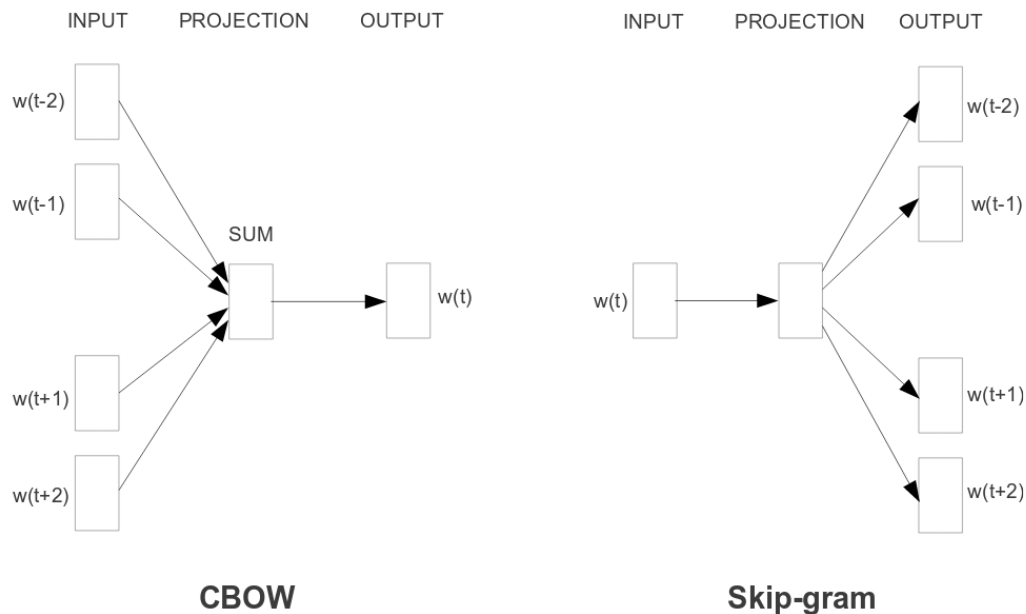 INPUT PROJECTION OUTPUT
w(t-2)
w(t-1)
SUM
w(t)
w(t+1)
w(t+2)
CBOW
INPUT PROJECTION OUTPUT
w(t-2)
w(t-1)
w(t)
w(t+1)
w(t+2)
Skip-gram